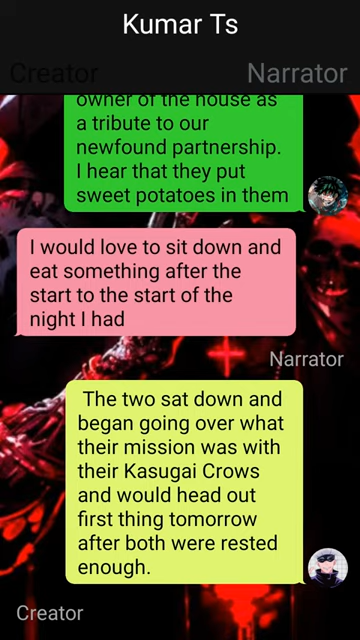 Kumar Ts
Creator
Narrator
owner of the house as
a tribute to our
newfound partnership.
I hear that they put
sweet potatoes in them
I would love to sit down and
eat something after the
start to the start of the
night I had
Narrator
The two sat down and
began going over what
their mission was with
their Kasugai Crows
and would head out
first thing tomorrow
after both were rested
enough.
Creator